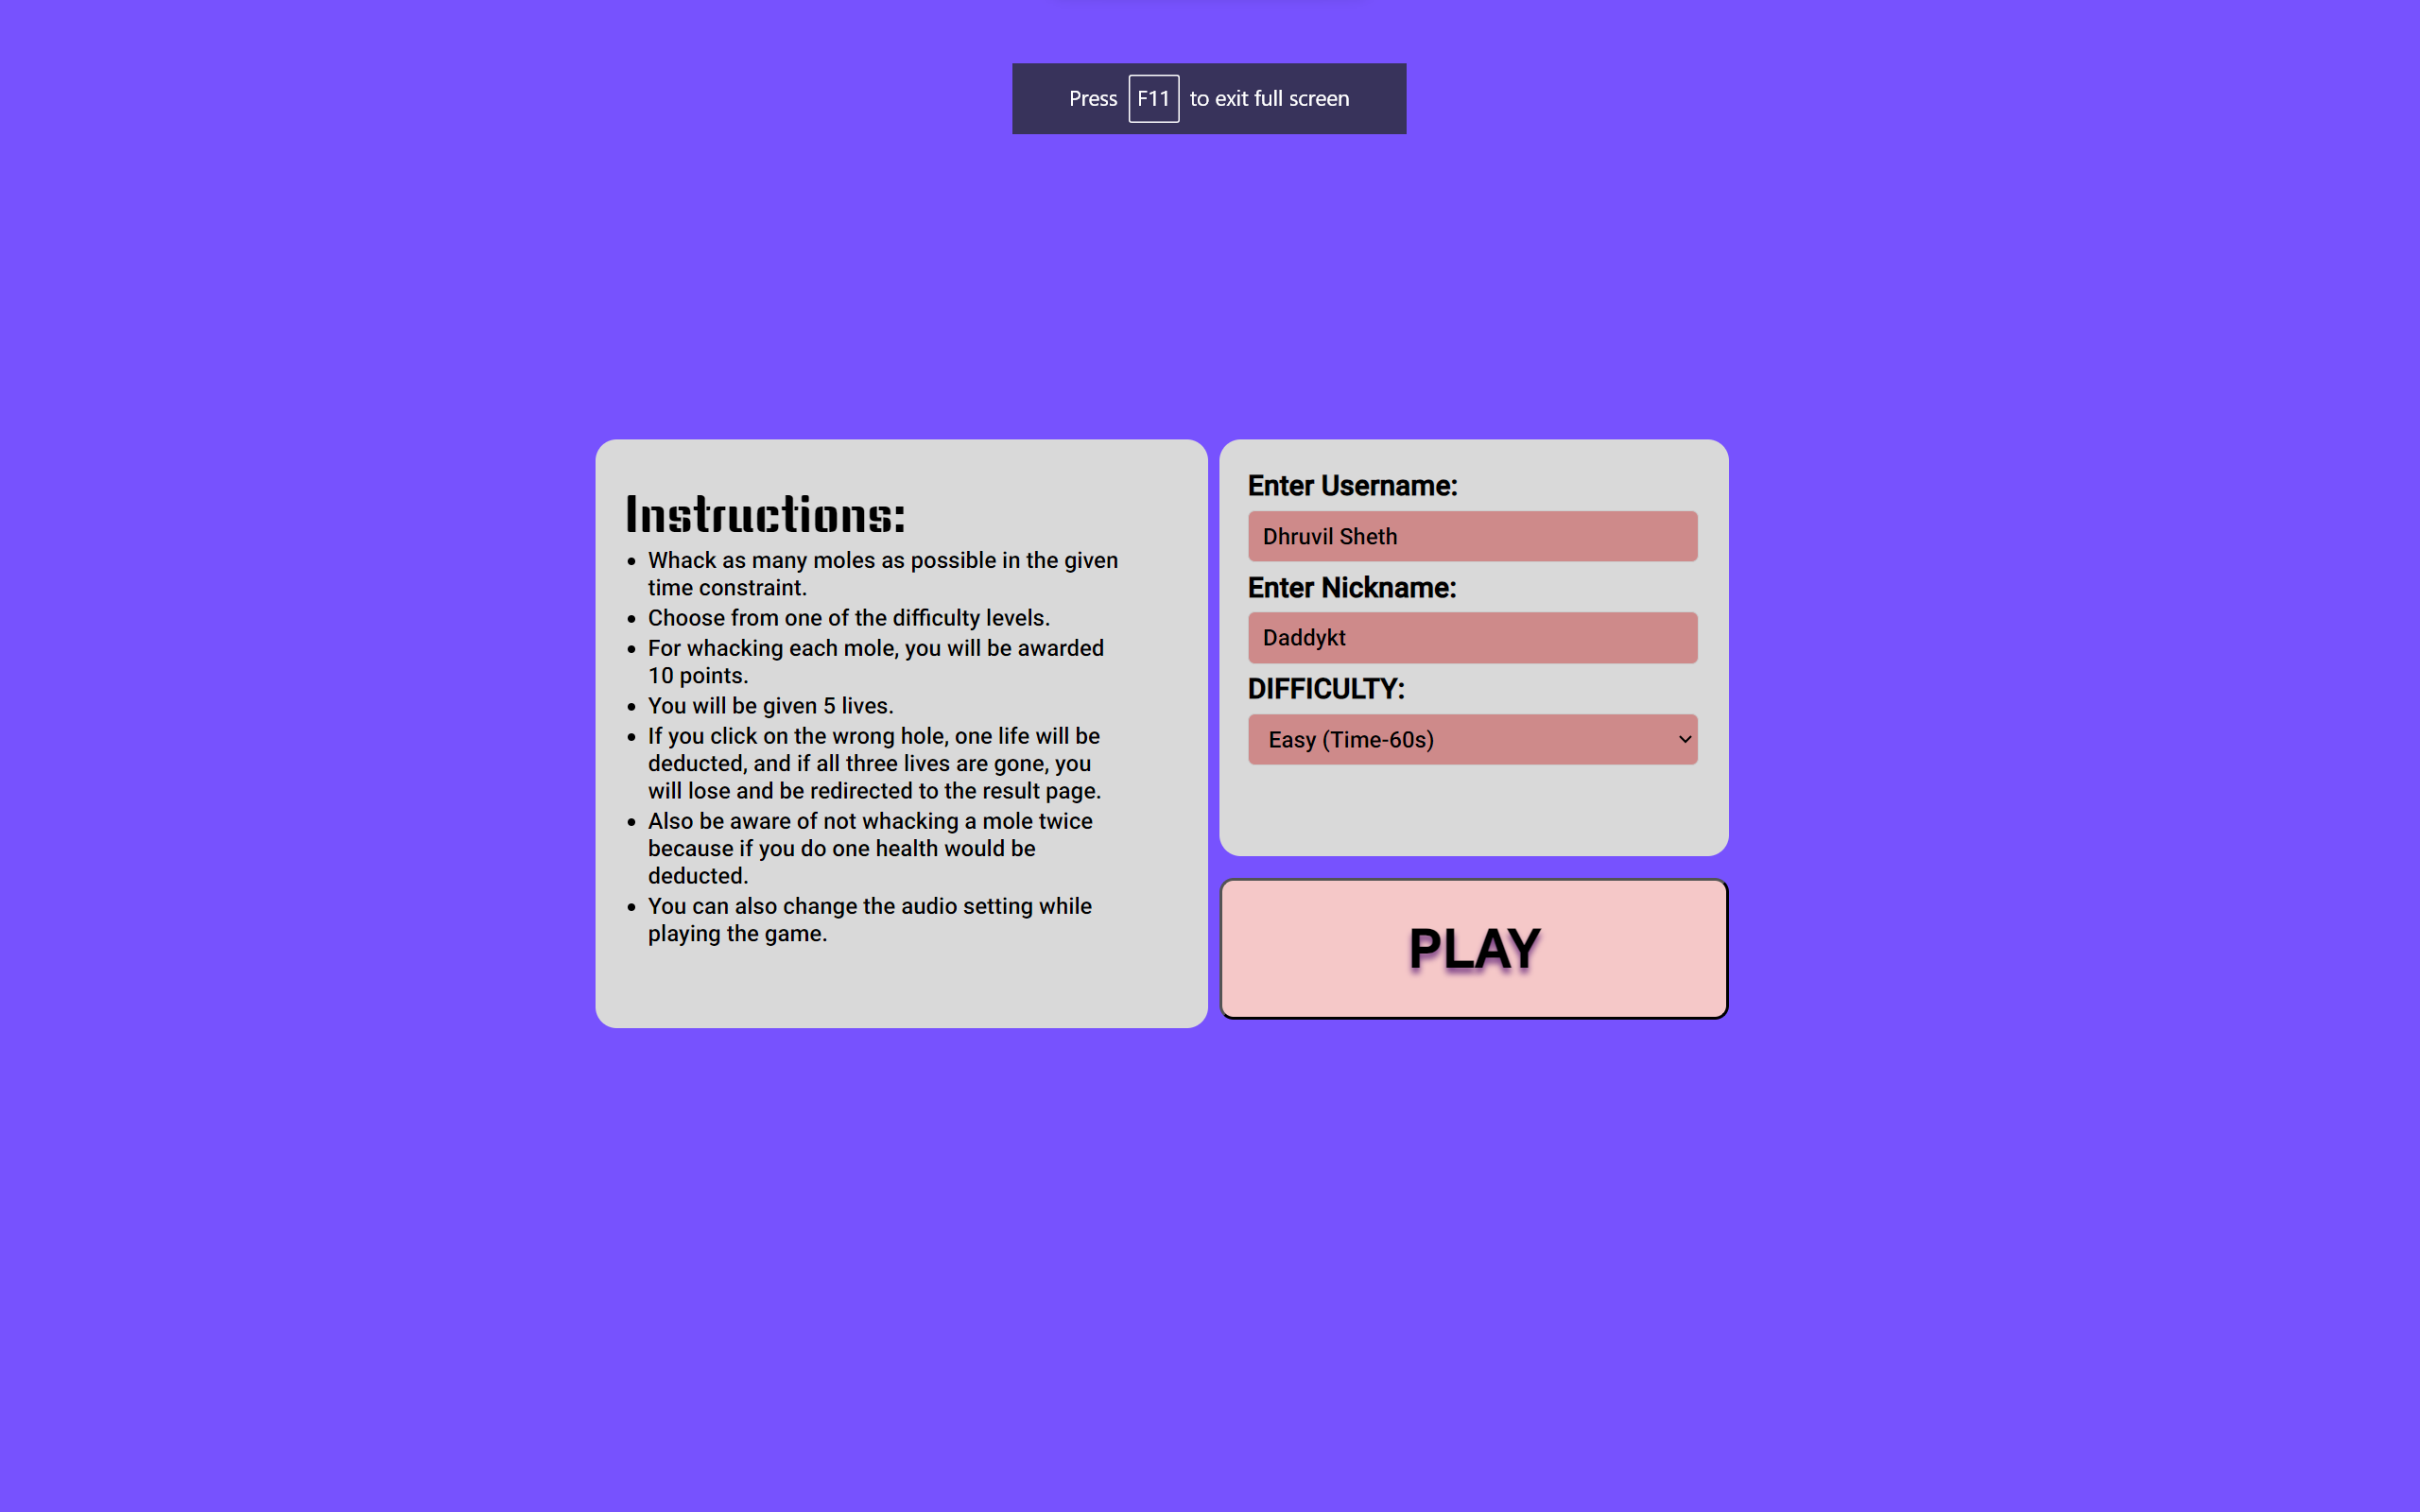 Press F11 to exit full screen
Instructions:
• Whack as many moles as possible in the given
time constraint.
• Choose from one of the difficulty levels.
• For whacking each mole, you will be awarded
10 points.
• You will be given 5 lives.
• If you click on the wrong hole, one life will be
deducted, and if all three lives are gone, you
will lose and be redirected to the result page.
• Also be aware of not whacking a mole twice
because if you do one health would be
deducted.
• You can also change the audio setting while
playing the game.
Enter Username:
Dhruvil Sheth
Enter Nickname:
Daddykt
DIFFICULTY:
Easy (Time-60s)
PLAY